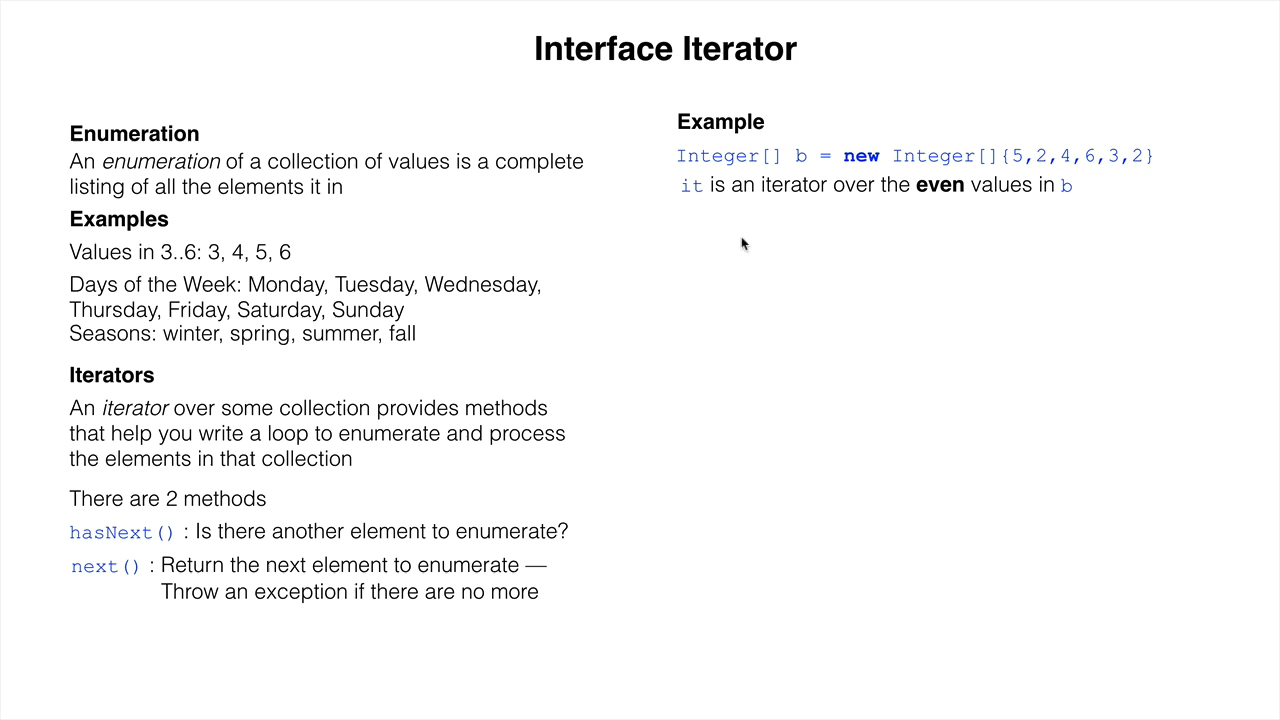 Interface Iterator
Enumeration
An enumeration of a collection of values is a complete
listing of all the elements it in
Examples
Values in 3..6: 3, 4, 5, 6
Days of the Week: Monday, Tuesday, Wednesday,
Thursday, Friday, Saturday, Sunday
Seasons: winter, spring, summer, fall
Iterators
An iterator over some collection provides methods
that help you write a loop to enumerate and process
the elements in that collection
There are 2 methods
hasNext() : Is there another element to enumerate?
next() : Return the next element to enumerate —
Throw an exception if there are no more
Example
Integer[] b = new Integer[]{5,2,4,6,3,2}
it is an iterator over the even values in b